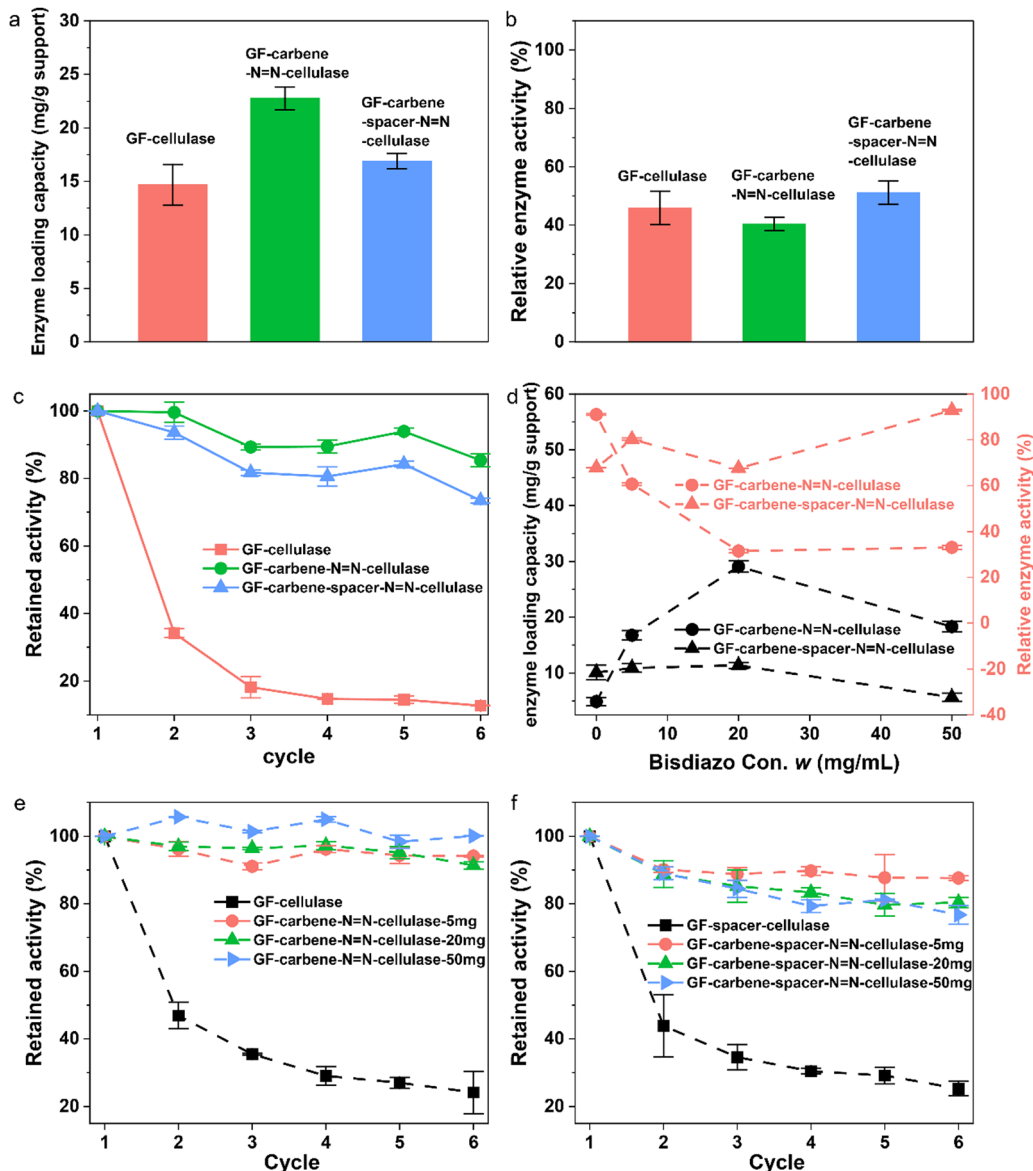 a
Enzyme loading capacity (mg/g support)
30
25
20
15
10
5
0
GF-cellulase
GF-carbene
-N=N-cellulase
GF-carbene
-spacer-N=N
-cellulase
b
Relative enzyme activity (%)
100
80
60
40
20
0
GF-cellulase
GF-carbene
-N=N-cellulase
GF-carbene
-spacer-N=N
-cellulase
c
Retained activity (%)
100
80
60
40
20
GF-cellulase
GF-carbene-N=N-cellulase
GF-carbene-spacer-N=N-cellulase
1 2 3 4 5 6
cycle
d
enzyme loading capacity (mg/g support)
60
50
40
30
20
10
GF-carbene-N=N-cellulase
GF-carbene-spacer-N=N-cellulase
GF-carbene-N=N-cellulase
GF-carbene-spacer-N=N-cellulase
100
80
60
40
20
0
-20
-40
Relative enzyme activity (%)
0 10 20 30 40 50
Bisdiazo Con. w (mg/mL)
e
Retained activity (%)
100
80
60
40
20
GF-cellulase
GF-carbene-N=N-cellulase-5mg
GF-carbene-N=N-cellulase-20mg
GF-carbene-N=N-cellulase-50mg
1 2 3 4 5 6
Cycle
f
Retained activity (%)
100
80
60
40
20
GF-spacer-cellulase
GF-carbene-spacer-N=N-cellulase-5mg
GF-carbene-spacer-N=N-cellulase-20mg
GF-carbene-spacer-N=N-cellulase-50mg
1 2 3 4 5 6
Cycle